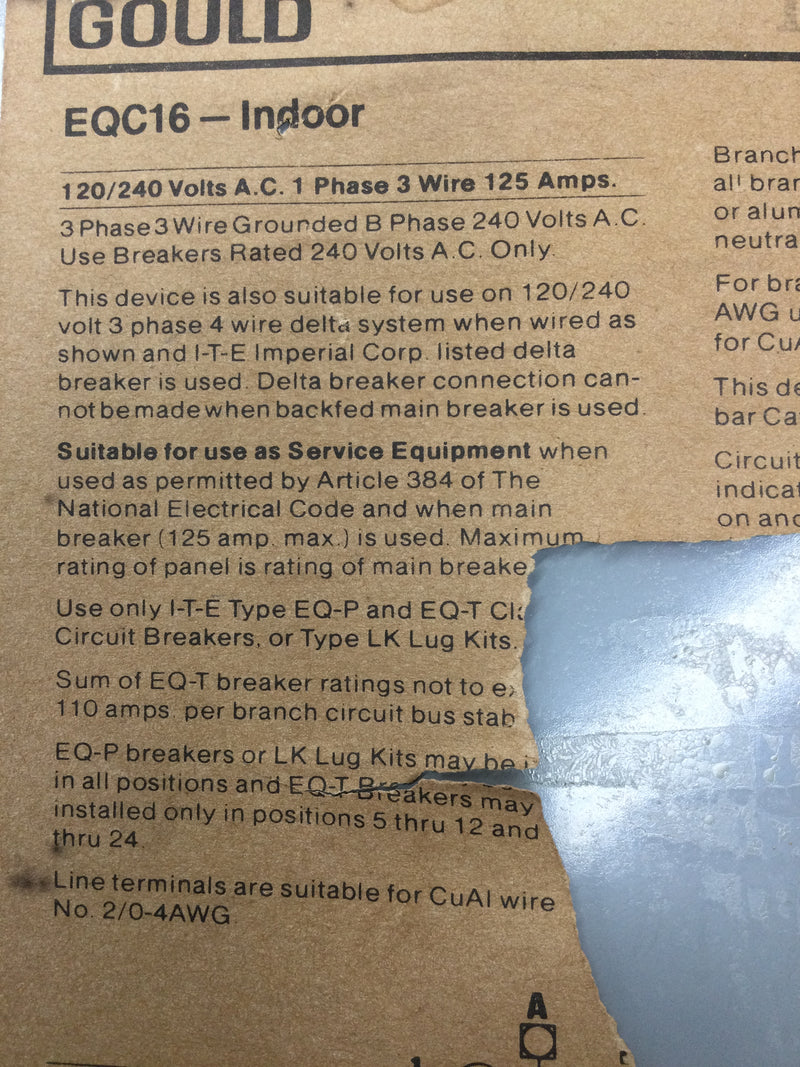 GOULD
EQC16 – Indoor
120/240 Volts A.C. 1 Phase 3 Wire 125 Amps.
3 Phase 3 Wire Grounded B Phase 240 Volts A.C.
Use Breakers Rated 240 Volts A.C. Only.
This device is also suitable for use on 120/240
volt 3 phase 4 wire delta system when wired as
shown and I-T-E Imperial Corp. listed delta
breaker is used. Delta breaker connection can-
not be made when backfed main breaker is used.
Suitable for use as Service Equipment when
used as permitted by Article 384 of The
National Electrical Code and when main
breaker (125 amp. max.) is used. Maximum
rating of panel is rating of main breake
Use only I-T-E Type EQ-P and EQ-T
Circuit Breakers, or Type LK Lug Kits.
Sum of EQ-T breaker ratings not to
110 amps. per branch circuit bus stab
EQ-P breakers or LK Lug Kits may be
in all positions and EQ-T Breakers may
installed only in positions 5 thru 12 and
thru 24.
Line terminals are suitable for CuAl wire
No. 2/0-4AWG
A
Branch
all bran
or alum
neutra
For bra
AWG u
for CuA
This de
bar Ca
Circuit
indicat
on and